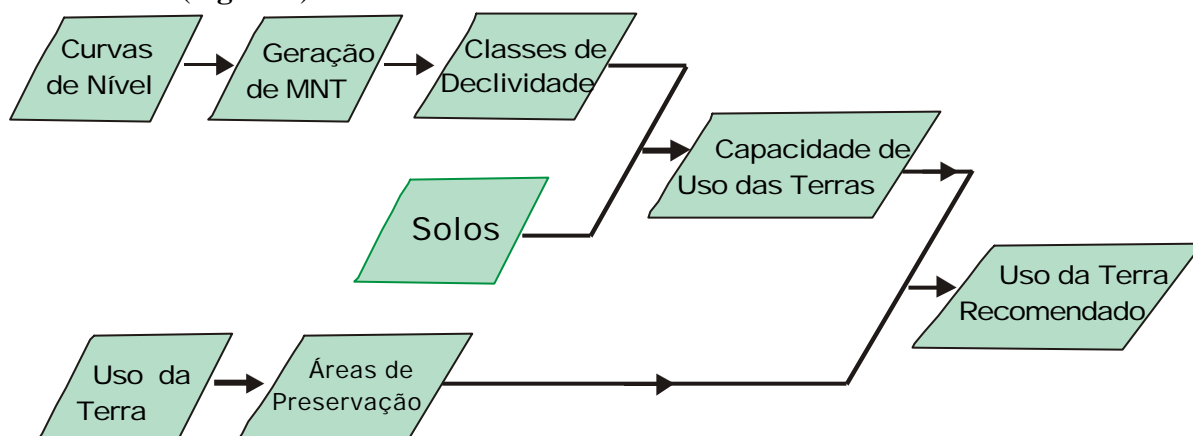 Curvas
de Nível
Geração
de MNT
Classes de
Declividade
Capacidade de
Uso das Terras
Solos
Uso da Terra
Recomendado
Uso da
Terra
Áreas de
Preservação